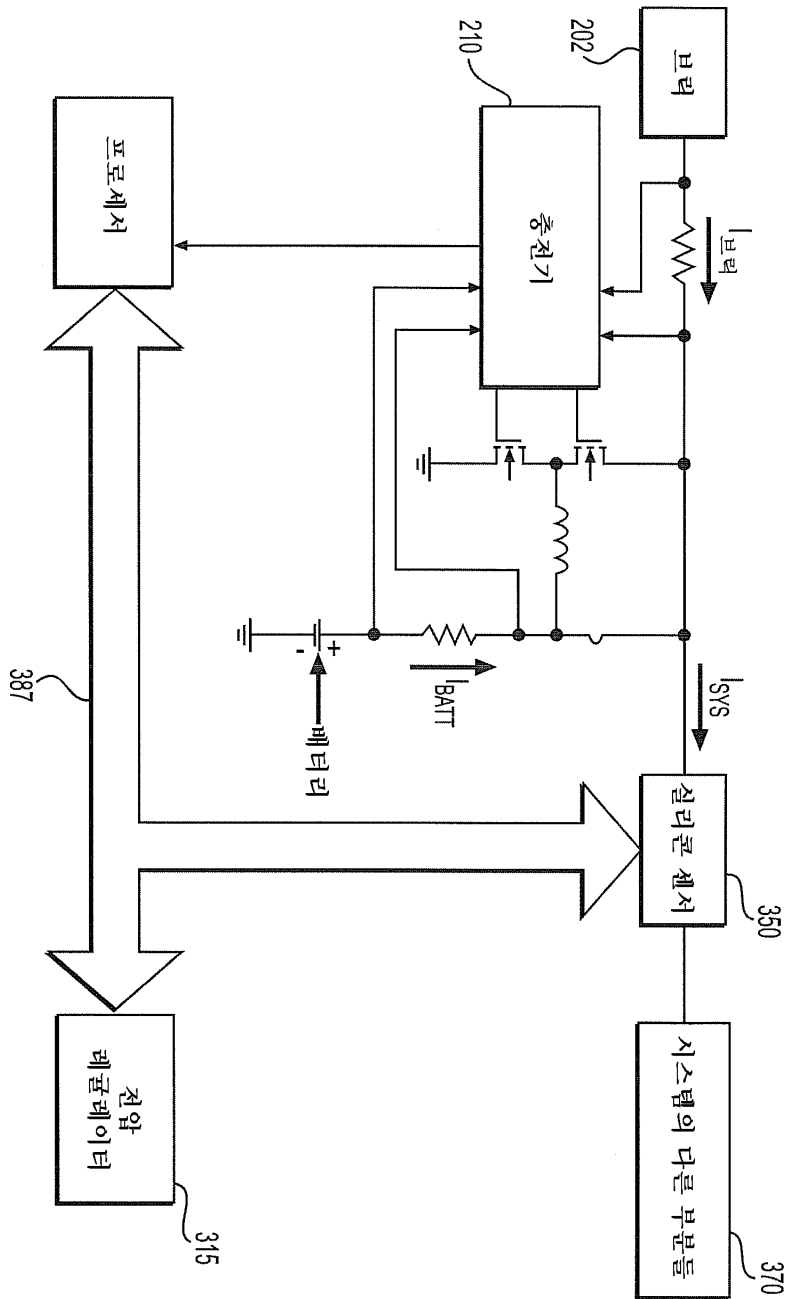 브릭
202
I브릭
210
충전기
I_SYS
실리콘 센서
350
시스템의 다른 부분들
370
I_BATT
+
-
배터리
프로세서
387
전압
레귤레이터
315